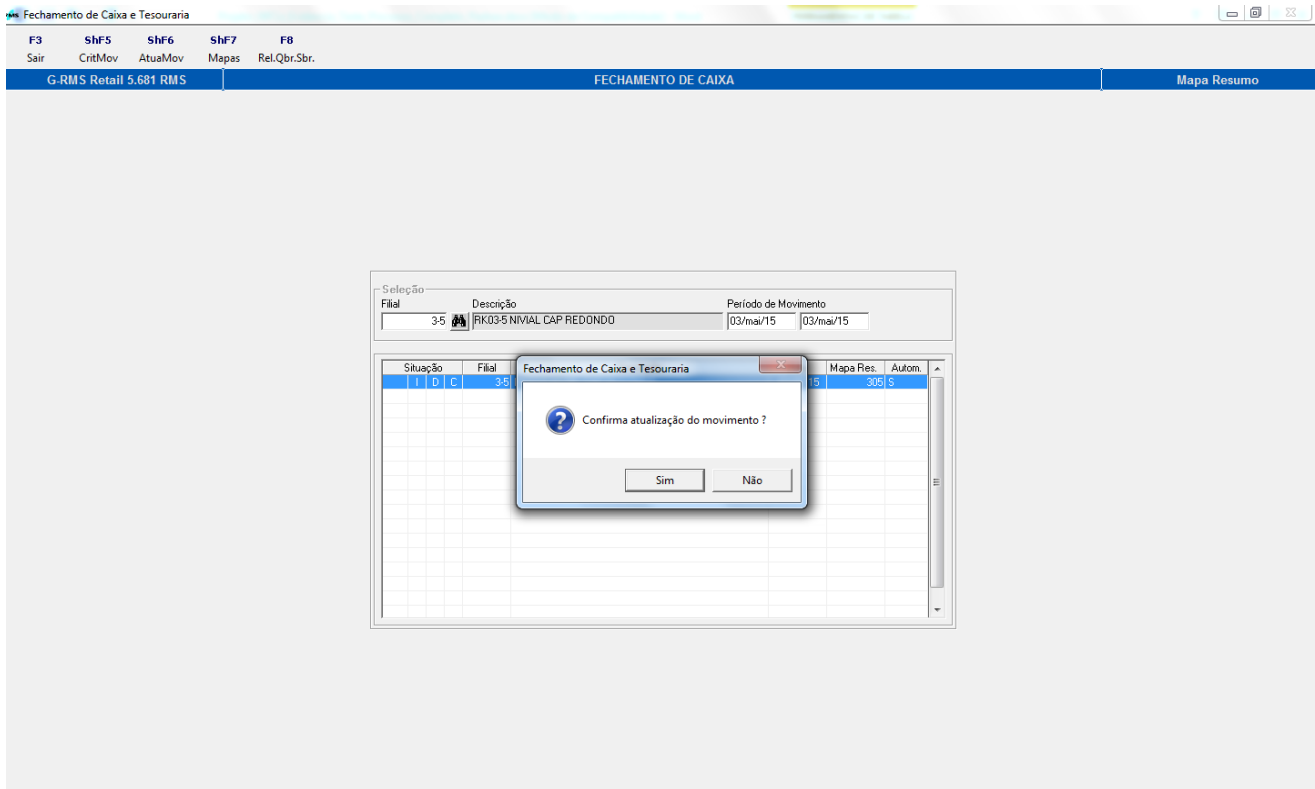 Fechamento de Caixa e Tesouraria
F3 ShF5 ShF6 ShF7 F8
Sair CritMov AtuaMov Mapas Rel.Qbr.Sbr.
G-RMS Retail 5.681 RMS FECHAMENTO DE CAIXA Mapa Resumo
Seleção
Filial Descrição Período de Movimento
3-5 RK03-5 NIVIAL CAP REDONDO 03/mai/15 03/mai/15
Situação Filial Mapa Res. Autom.
I D C 3-5 15 305 S
Fechamento de Caixa e Tesouraria
Confirma atualização do movimento ?
Sim Não